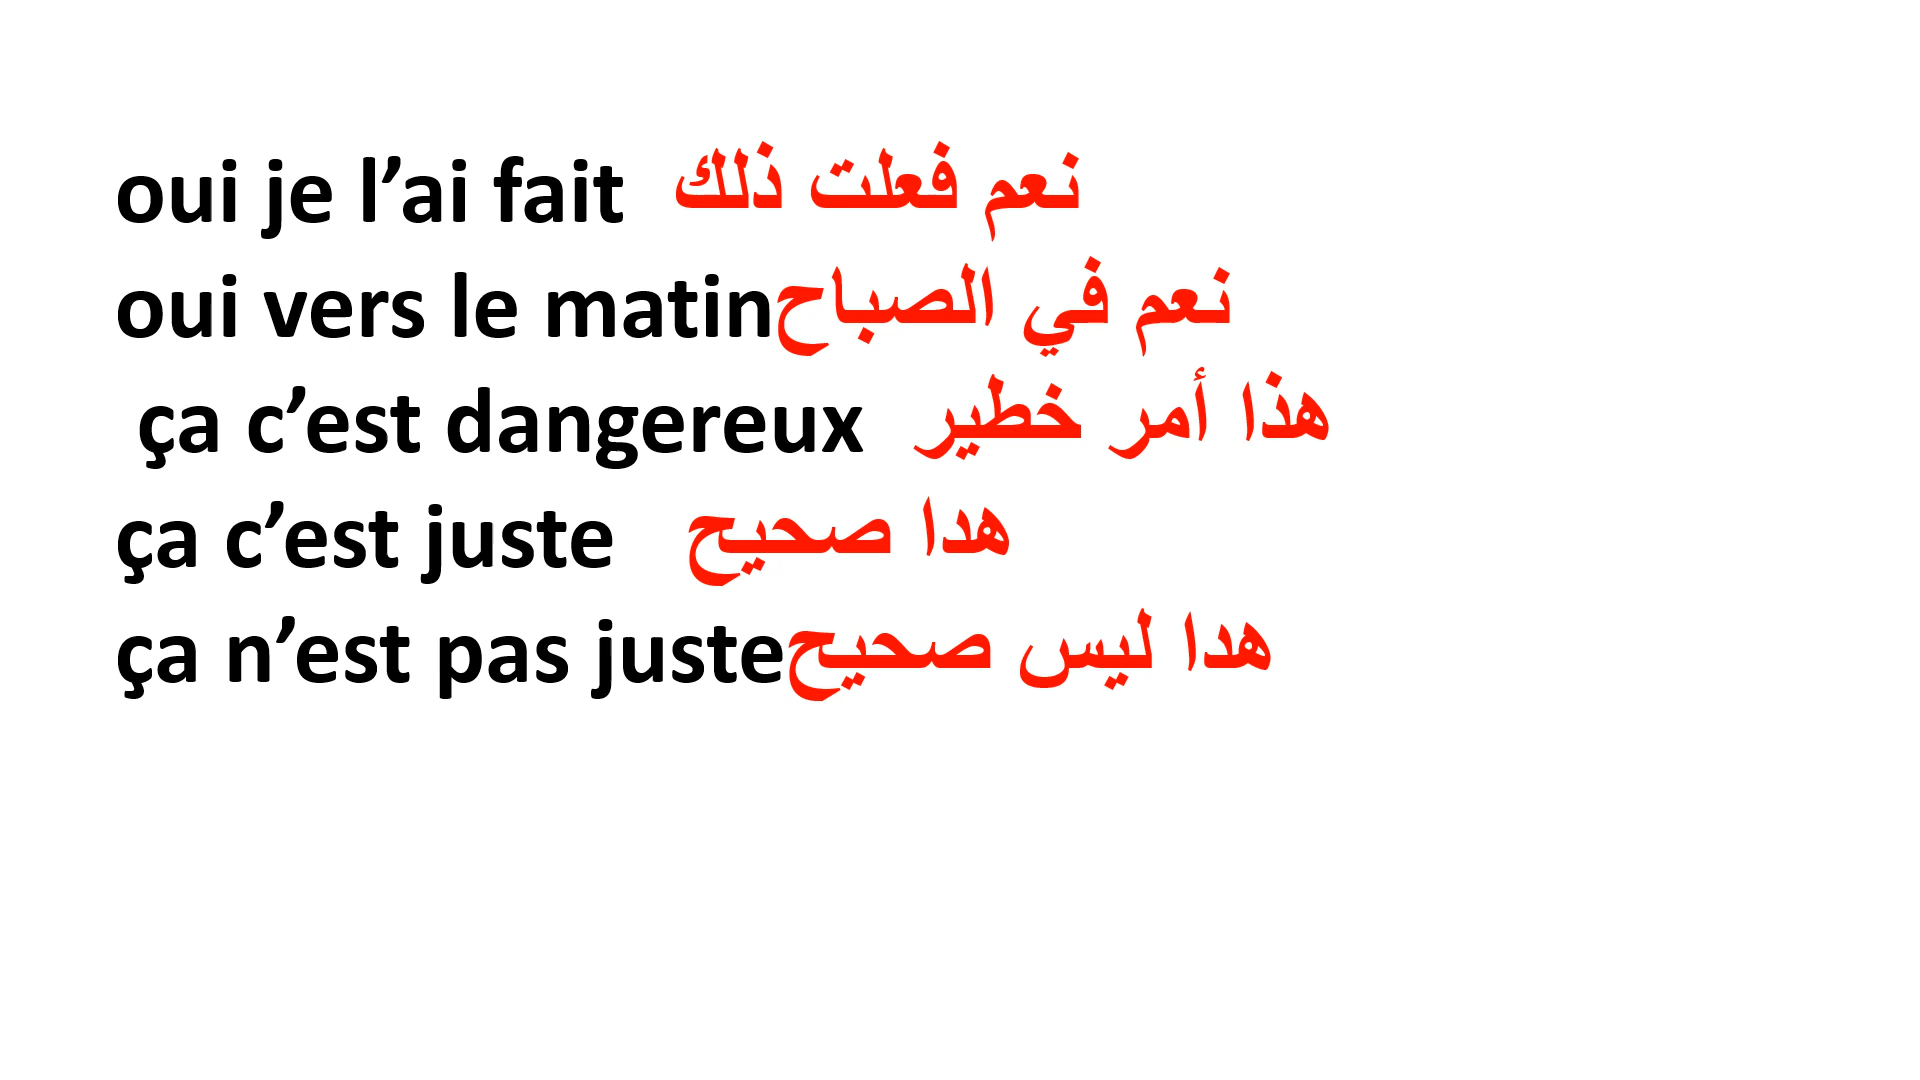 oui je l’ai fait نعم فعلت ذلك
oui vers le matin نعم في الصباح
ça c’est dangereux هذا أمر خطير
ça c’est juste هدا صحيح
ça n’est pas juste هدا ليس صحيح